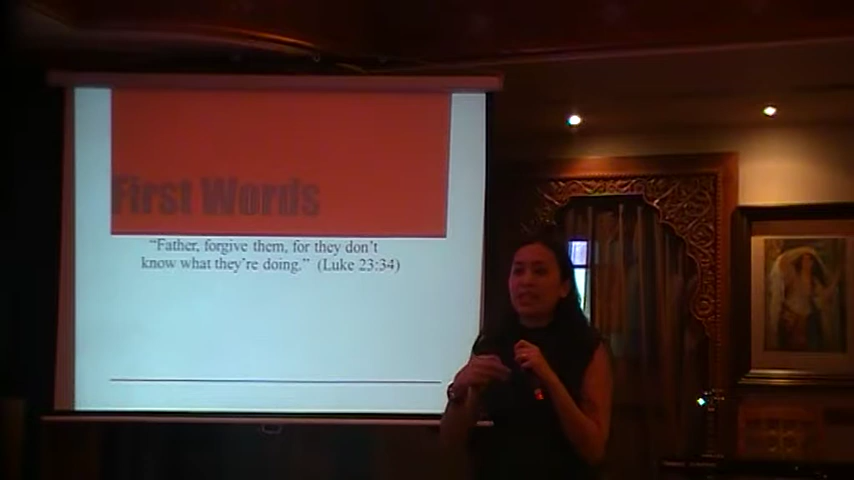 First Words
“Father, forgive them, for they don’t
know what they’re doing.” (Luke 23:34)